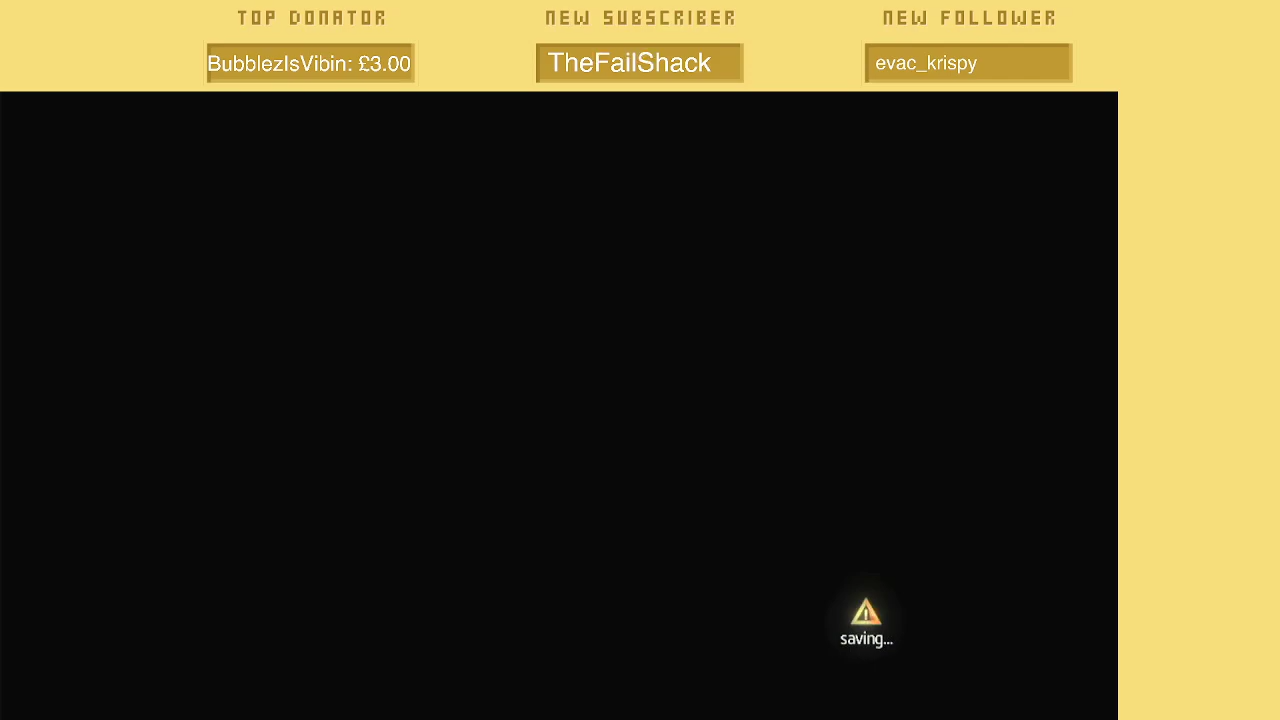 TOP DONATOR
NEW SUBSCRIBER
NEW FOLLOWER
BubblezIsVibin: £3.00
TheFailShack
evac_krispy
saving...